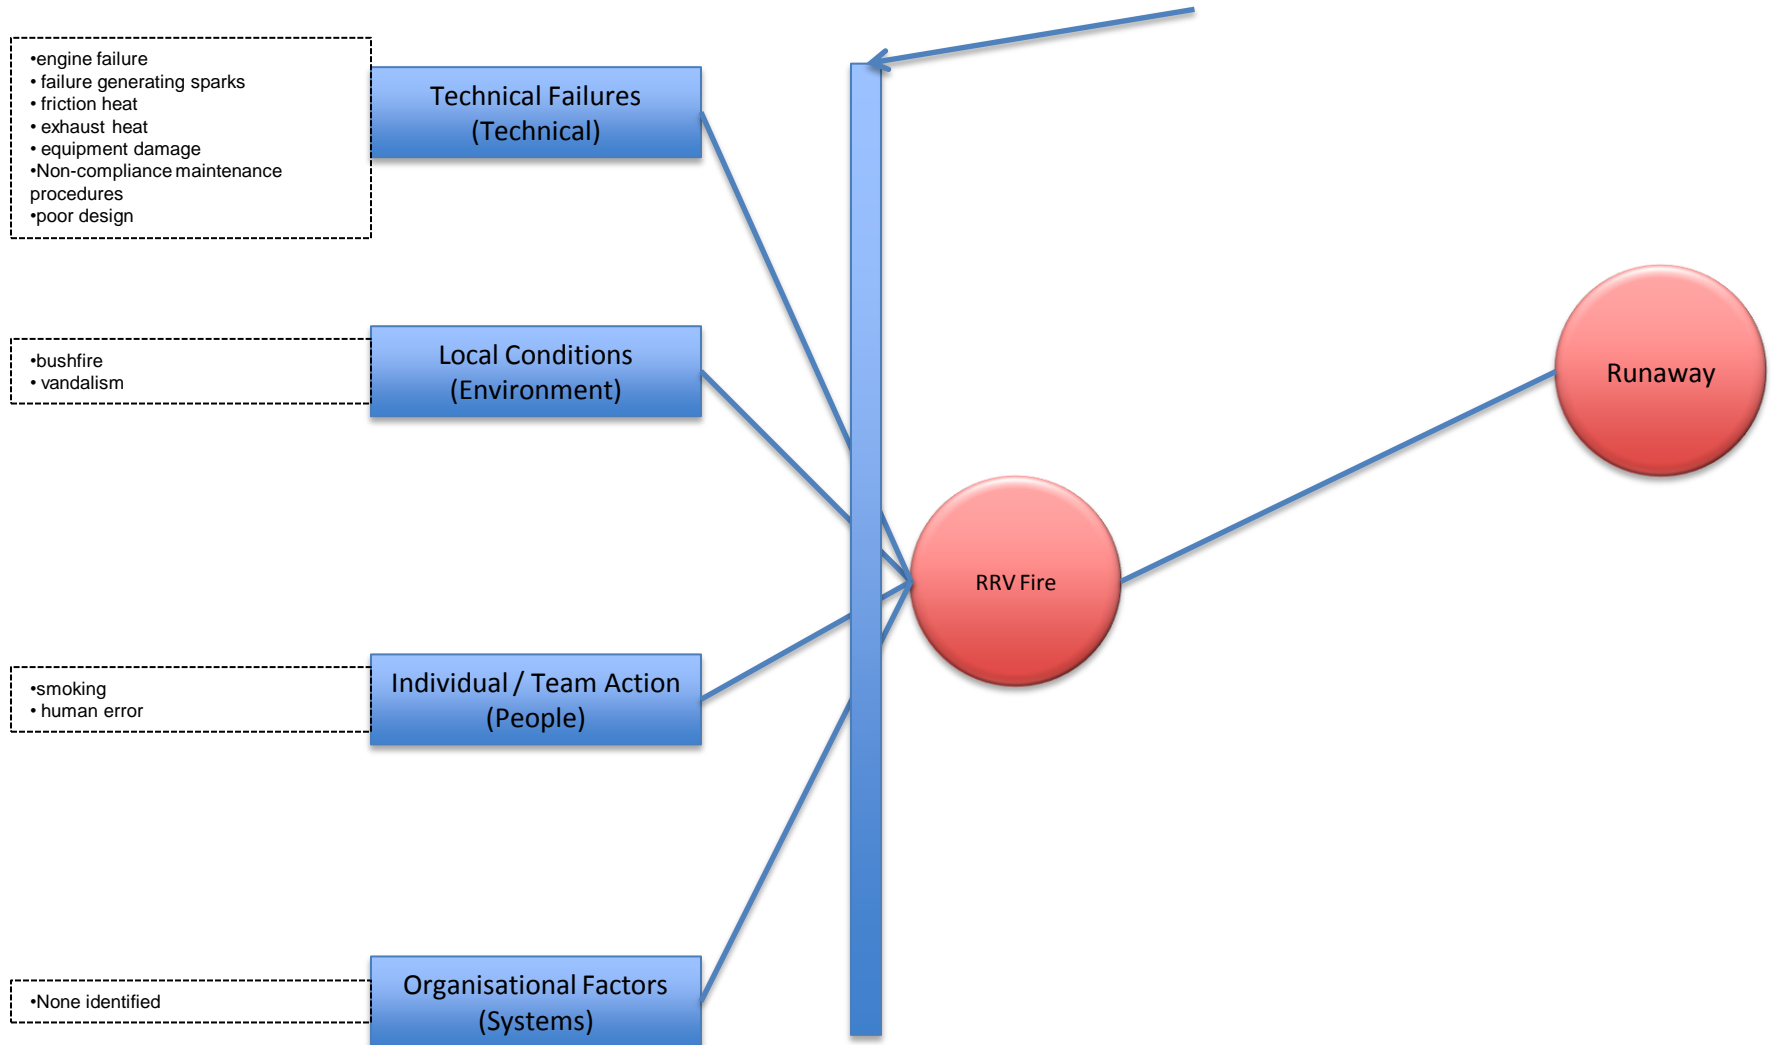 •engine failure
• failure generating sparks
• friction heat
• exhaust heat
• equipment damage
•Non-compliance maintenance
procedures
•poor design
Technical Failures
(Technical)
•bushfire
• vandalism
Local Conditions
(Environment)
Runaway
RRV Fire
•smoking
• human error
Individual / Team Action
(People)
•None identified
Organisational Factors
(Systems)